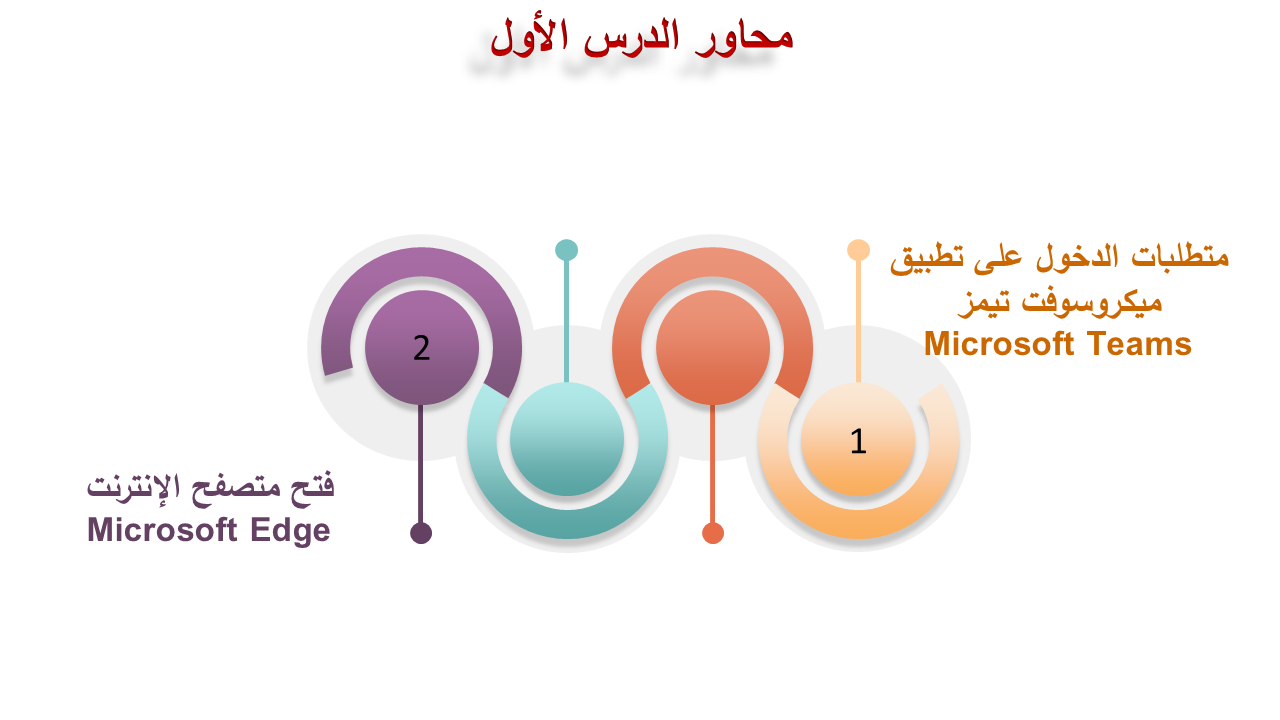 محاور الدرس الأول
متطلبات الدخول على تطبيق
ميكروسوفت تيمز
Microsoft Teams
1
2
فتح متصفح الإنترنت
Microsoft Edge